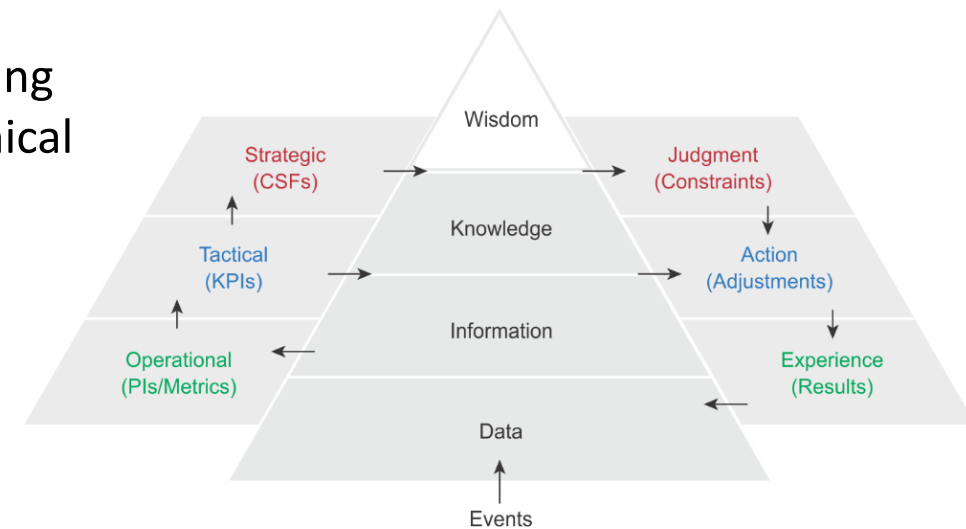 ng
nical
Wisdom
Strategic
(CSFs)
Judgment
(Constraints)
Knowledge
Tactical
(KPIs)
Action
(Adjustments)
Information
Operational
(PIs/Metrics)
Experience
(Results)
Data
Events